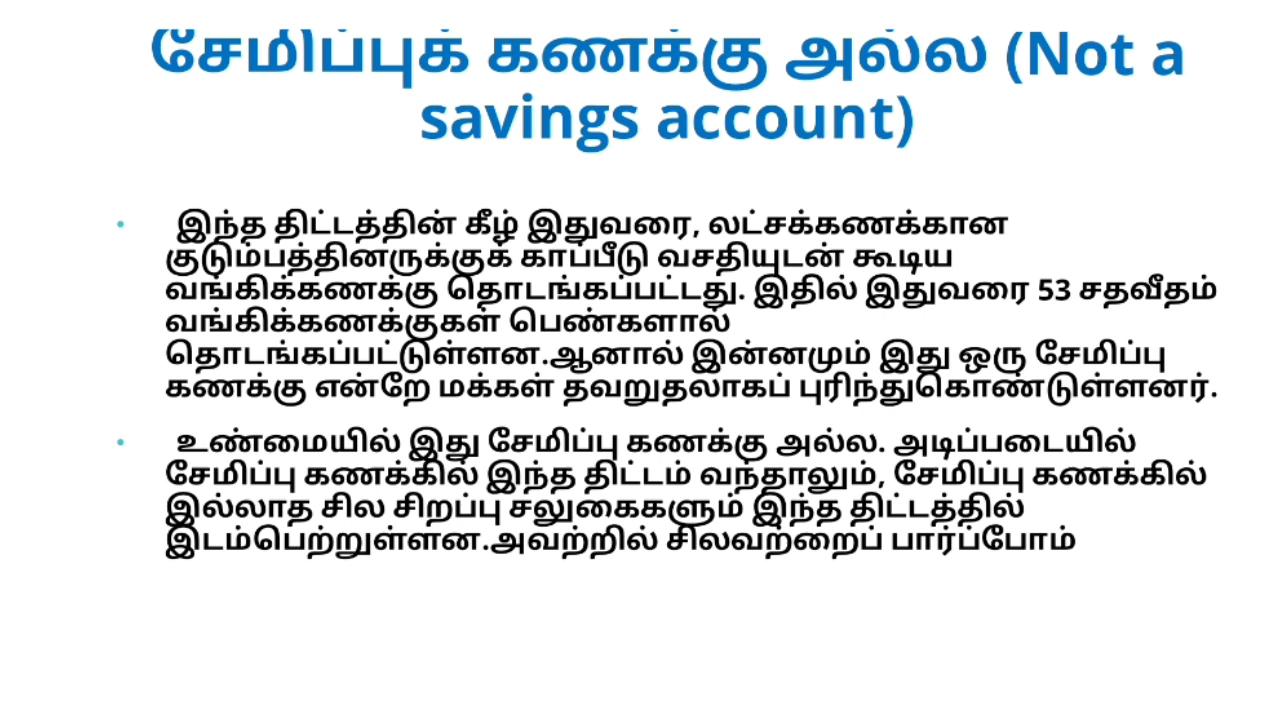 சேமிப்புக் கணக்கு அல்ல (Not a
savings account)
• இந்த திட்டத்தின் கீழ் இதுவரை, லட்சக்கணக்கான
குடும்பத்தினருக்குக் காப்பீடு வசதியுடன் கூடிய
வங்கிக்கணக்கு தொடங்கப்பட்டது. இதில் இதுவரை 53 சதவீதம்
வங்கிக்கணக்குகள் பெண்களால்
தொடங்கப்பட்டுள்ளன.ஆனால் இன்னமும் இது ஒரு சேமிப்பு
கணக்கு என்றே மக்கள் தவறுதலாகப் புரிந்துகொண்டுள்ளனர்.
• உண்மையில் இது சேமிப்பு கணக்கு அல்ல. அடிப்படையில்
சேமிப்பு கணக்கில் இந்த திட்டம் வந்தாலும், சேமிப்பு கணக்கில்
இல்லாத சில சிறப்பு சலுகைகளும் இந்த திட்டத்தில்
இடம்பெற்றுள்ளன.அவற்றில் சிலவற்றைப் பார்ப்போம்